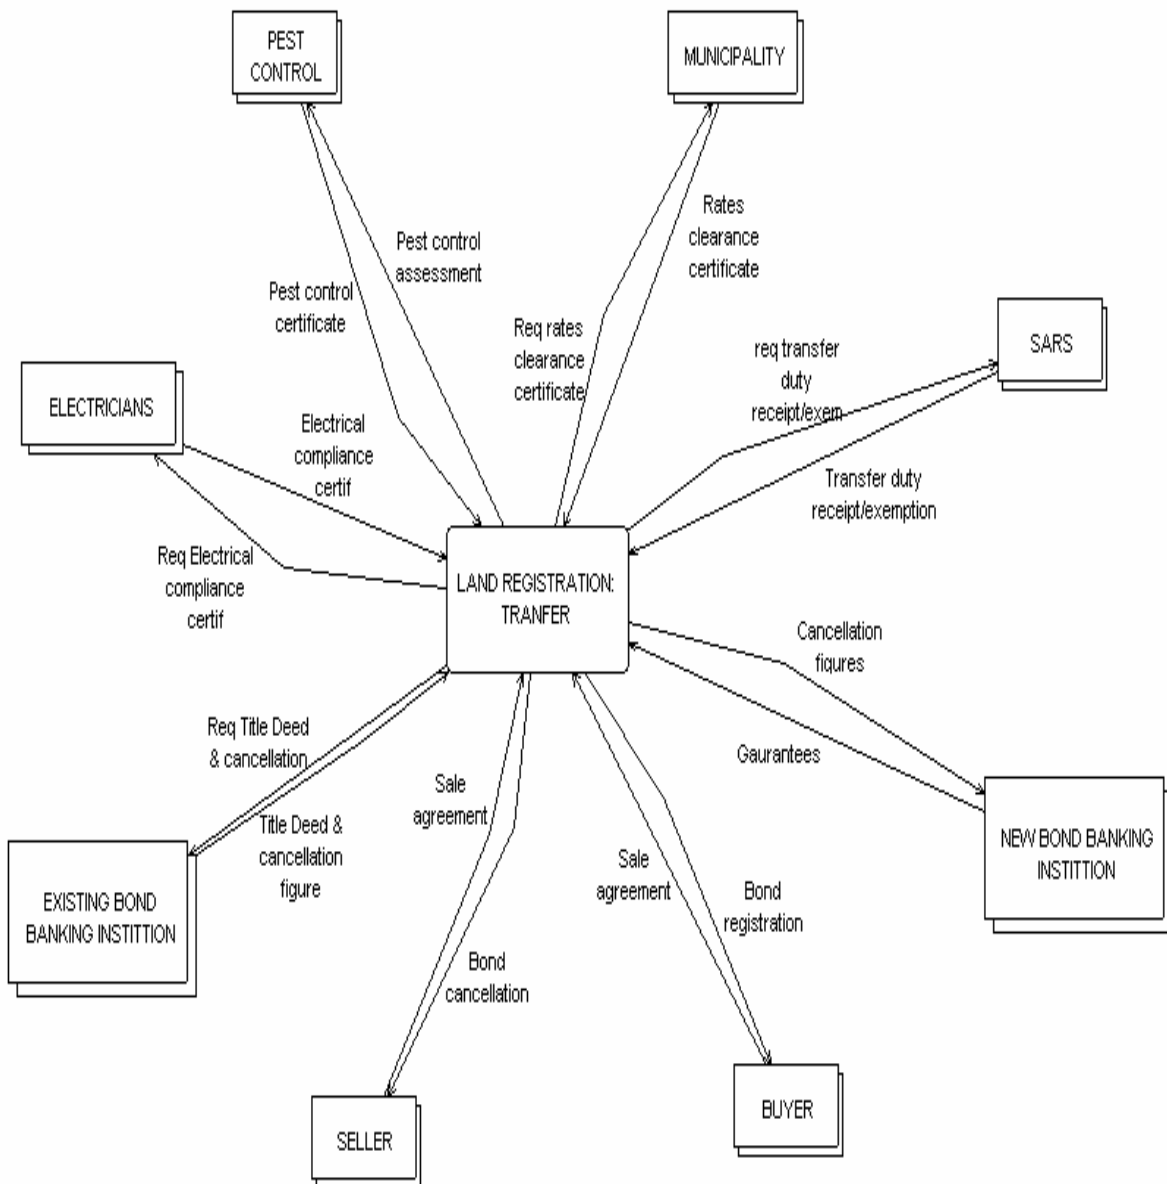 PEST
CONTROL
MUNICIPALITY
Rates
clearance
certificate
Pest control
assessment
Pest control
certificate
Req rates
clearance
certificate
req transfer
duty
receipt/exem
SARS
ELECTRICIANS
Electrical
compliance
certif
Transfer duty
receipt/exemption
Req Electrical
compliance
certif
LAND REGISTRATION:
TRANFER
Cancellation
figures
Req Title Deed
& cancellation
Gaurantees
Sale
agreement
Title Deed &
cancellation
figure
NEW BOND BANKING
INSTITTION
Sale
agreement
Bond
registration
EXISTING BOND
BANKING INSTITTION
Bond
cancellation
BUYER
SELLER